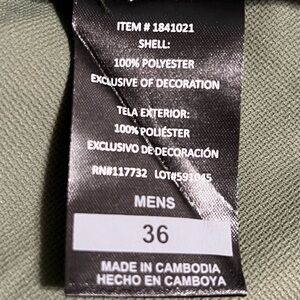 ITEM # 1841021
SHELL:
100% POLYESTER
EXCLUSIVE OF DECORATION
TELA EXTERIOR:
100% POLIÉSTER
EXCLUSIVO DE DECORACIÓN
RN#117732 LOT#591045
MENS
36
MADE IN CAMBODIA
HECHO EN CAMBOYA